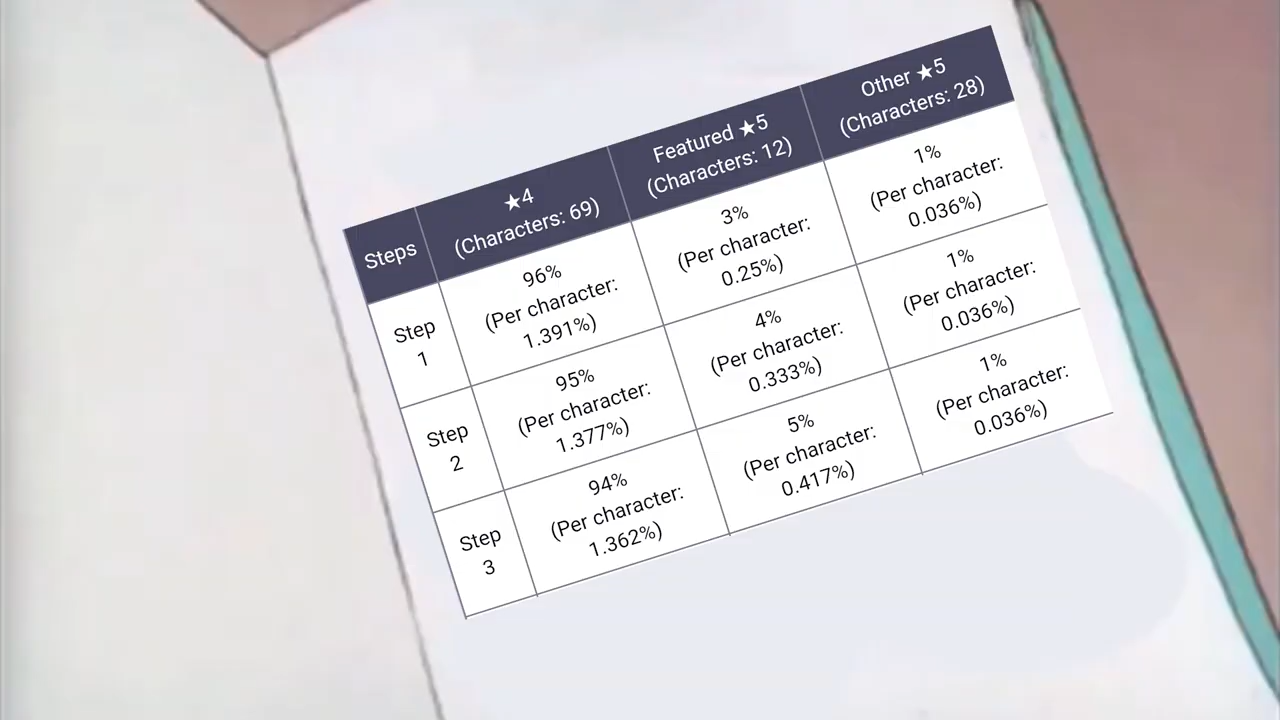 Steps
★4
(Characters: 69)
Featured ★5
(Characters: 12)
Other ★5
(Characters: 28)
Step
1
96%
(Per character:
1.391%)
3%
(Per character:
0.25%)
1%
(Per character:
0.036%)
Step
2
95%
(Per character:
1.377%)
4%
(Per character:
0.333%)
1%
(Per character:
0.036%)
Step
3
94%
(Per character:
1.362%)
5%
(Per character:
0.417%)
1%
(Per character:
0.036%)